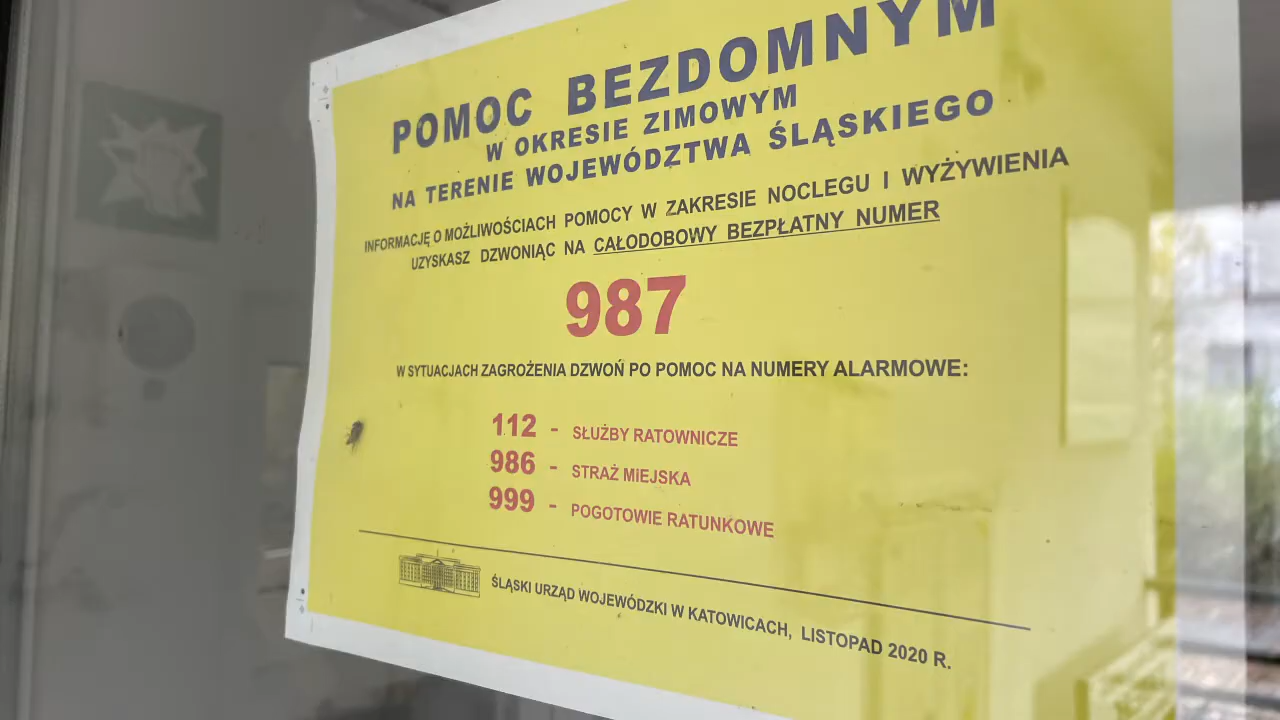 POMOC BEZDOMNYM
W OKRESIE ZIMOWYM
NA TERENIE WOJEWÓDZTWA ŚLĄSKIEGO
INFORMACJĘ O MOŻLIWOŚCIACH POMOCY W ZAKRESIE NOCLEGU I WYŻYWIENIA
UZYSKASZ DZWONIĄC NA CAŁODOBOWY BEZPŁATNY NUMER
987
W SYTUACJACH ZAGROŻENIA DZWOŃ PO POMOC NA NUMERY ALARMOWE:
112 - SŁUŻBY RATOWNICZE
986 - STRAŻ MiEJSKA
999 - POGOTOWIE RATUNKOWE
ŚLĄSKI URZĄD WOJEWÓDZKI W KATOWICACH, LISTOPAD 2020 R.